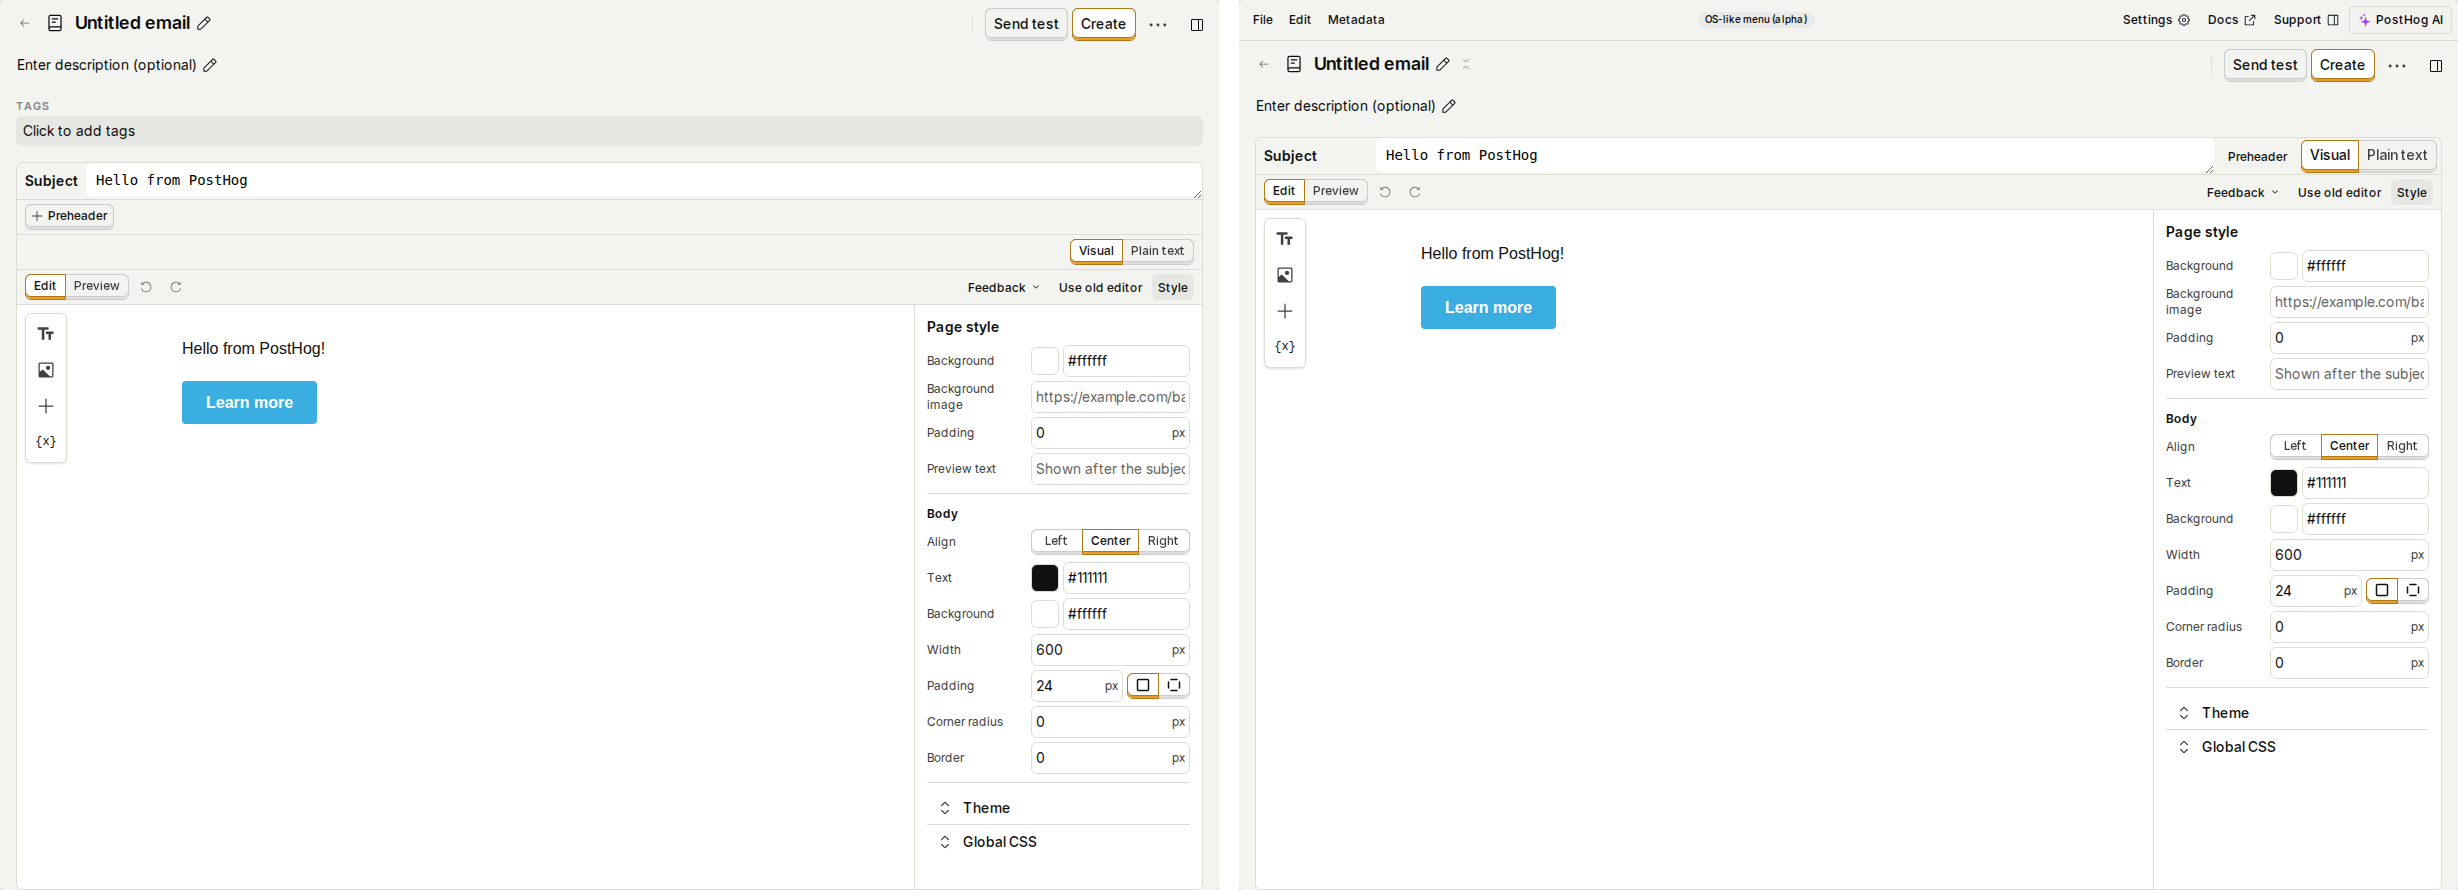 Untitled email
Send test
Create
Enter description (optional)
TAGS
Click to add tags
Subject
Hello from PostHog
Preheader
Visual
Plain text
Edit
Preview
Feedback
Use old editor
Style
Hello from PostHog!
Learn more
{x}
Page style
Background
#ffffff
Background image
https://example.com/ba
Padding
0
px
Preview text
Shown after the subjec
Body
Align
Left
Center
Right
Text
#111111
Background
#ffffff
Width
600
px
Padding
24
px
Corner radius
0
px
Border
0
px
Theme
Global CSS
File
Edit
Metadata
OS-like menu (alpha)
Settings
Docs
Support
PostHog AI
Untitled email
Send test
Create
Enter description (optional)
Subject
Hello from PostHog
Preheader
Visual
Plain text
Edit
Preview
Feedback
Use old editor
Style
Hello from PostHog!
Learn more
{x}
Page style
Background
#ffffff
Background image
https://example.com/ba
Padding
0
px
Preview text
Shown after the subjec
Body
Align
Left
Center
Right
Text
#111111
Background
#ffffff
Width
600
px
Padding
24
px
Corner radius
0
px
Border
0
px
Theme
Global CSS